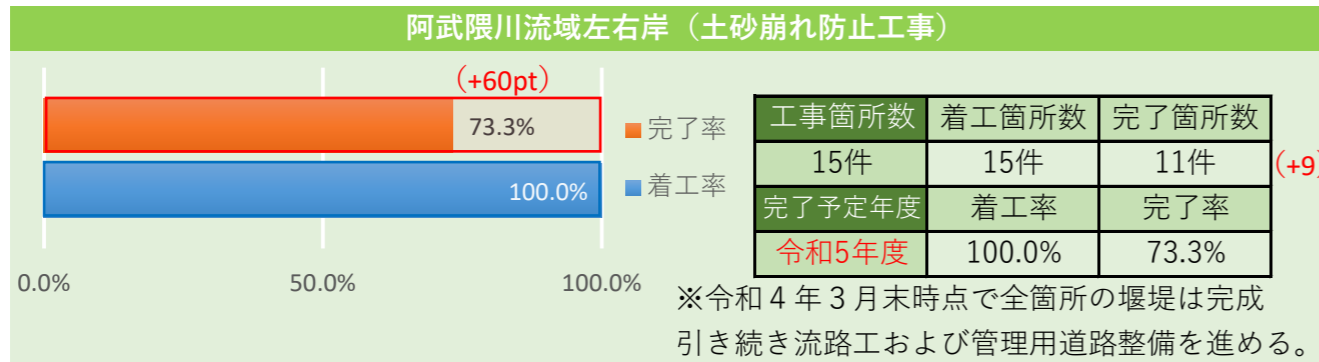 阿武隈川流域左右岸（土砂崩れ防止工事）
（+60pt）
73.3%
100.0%
0.0% 50.0% 100.0%
完了率
着工率
工事箇所数 着工箇所数 完了箇所数
15件 15件 11件 （+9）
完了予定年度 着工率 完了率
令和5年度 100.0% 73.3%
※令和４年３月末時点で全箇所の堰堤は完成
引き続き流路工および管理用道路整備を進める。